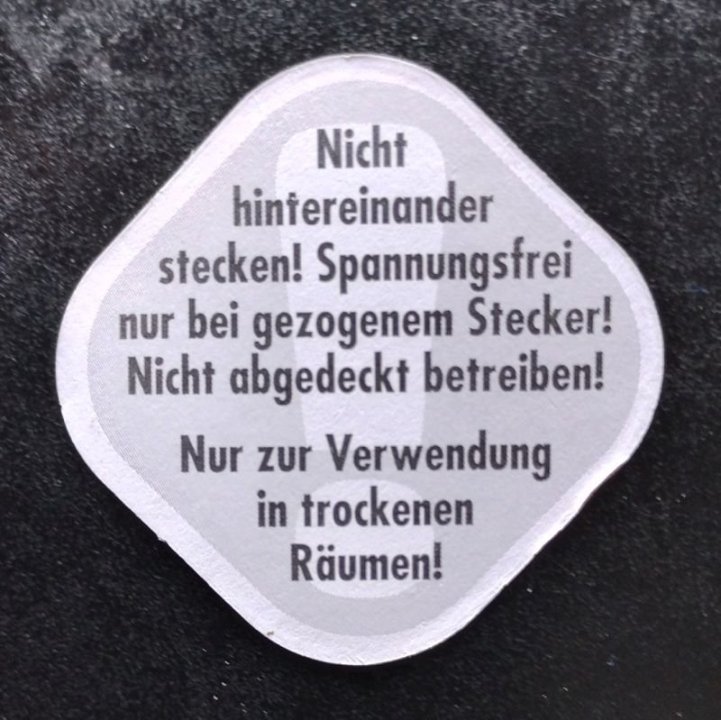 Nicht
hintereinander
stecken! Spannungsfrei
nur bei gezogenem Stecker!
Nicht abgedeckt betreiben!
Nur zur Verwendung
in trockenen
Räumen!